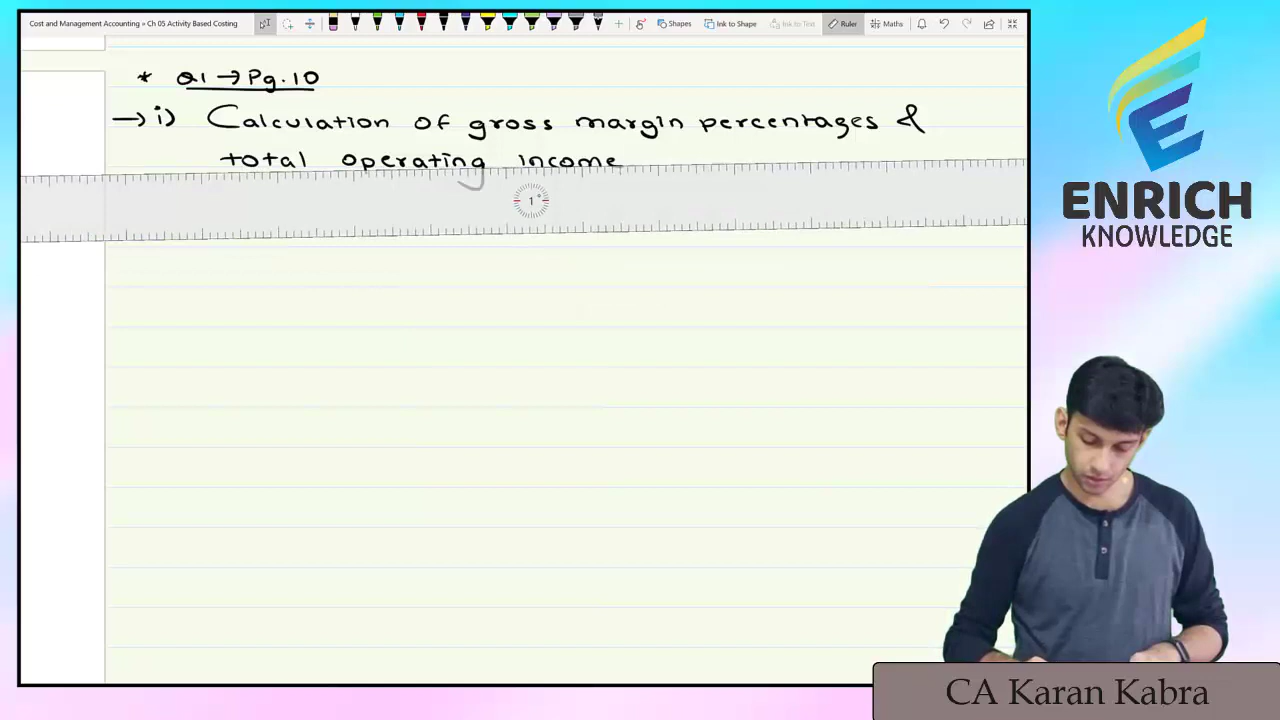 Cost and Management Accounting » Ch 05 Activity Based Costing
Shapes
Ink to Shape
Ink to Text
Ruler
Maths
* Q1 → Pg.10
→ i) Calculation of gross margin percentages &
total operating income
1°
ENRICH
KNOWLEDGE
CA Karan Kabra